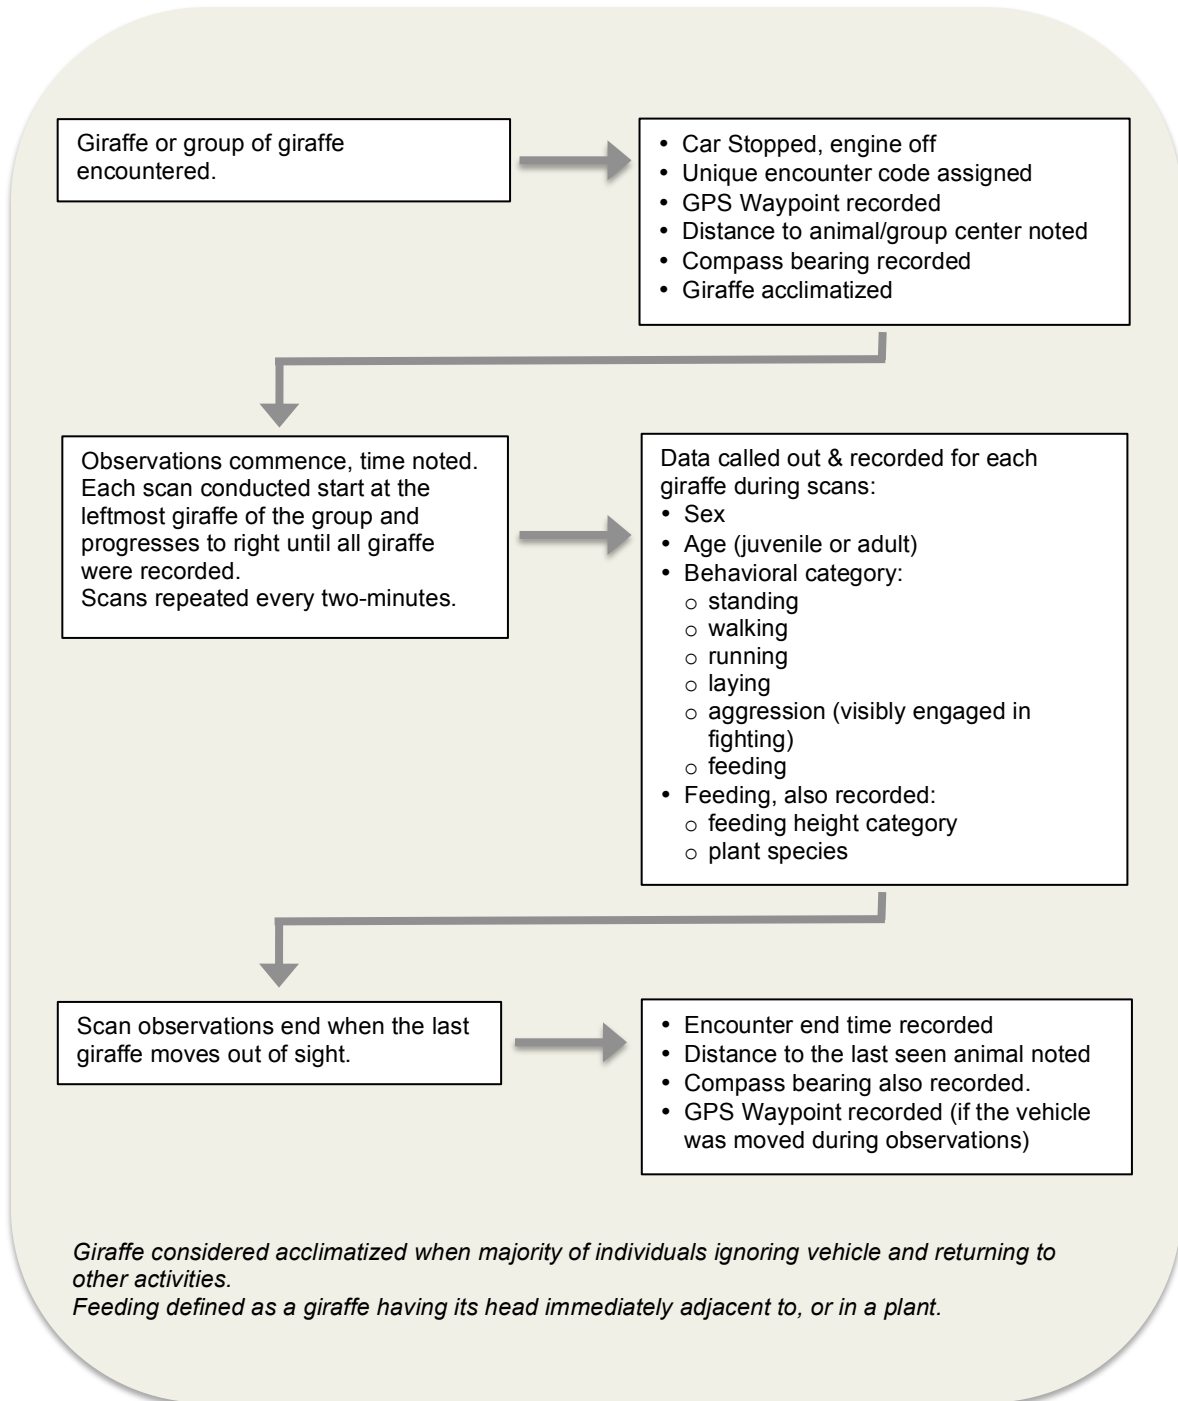 Giraffe or group of giraffe
encountered.
• Car Stopped, engine off
• Unique encounter code assigned
• GPS Waypoint recorded
• Distance to animal/group center noted
• Compass bearing recorded
• Giraffe acclimatized
Observations commence, time noted.
Each scan conducted start at the
leftmost giraffe of the group and
progresses to right until all giraffe
were recorded.
Scans repeated every two-minutes.
Data called out & recorded for each
giraffe during scans:
• Sex
• Age (juvenile or adult)
• Behavioral category:
o standing
o walking
o running
o laying
o aggression (visibly engaged in
fighting)
o feeding
• Feeding, also recorded:
o feeding height category
o plant species
Scan observations end when the last
giraffe moves out of sight.
• Encounter end time recorded
• Distance to the last seen animal noted
• Compass bearing also recorded.
• GPS Waypoint recorded (if the vehicle
was moved during observations)
Giraffe considered acclimatized when majority of individuals ignoring vehicle and returning to
other activities.
Feeding defined as a giraffe having its head immediately adjacent to, or in a plant.